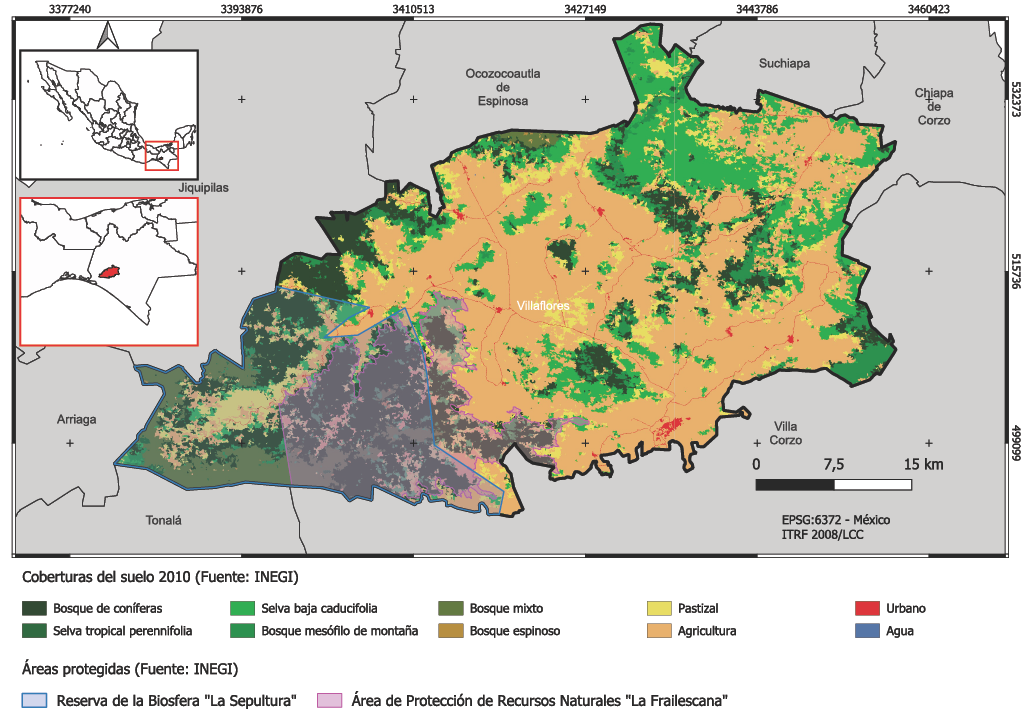 3377240 3393876 3410513 3427149 3443786 3460423
Ocozocoautla
de
Espinosa
Suchiapa
Chiapa
de
Corzo
532373
Jiquipilas
515736
Villaflores
Arriaga
Villa
Corzo
499099
0 7,5 15 km
Tonalá
EPSG:6372 - México
ITRF 2008/LCC
Coberturas del suelo 2010 (Fuente: INEGI)
Bosque de coníferas Selva baja caducifolia Bosque mixto Pastizal Urbano
Selva tropical perennifolia Bosque mesófilo de montaña Bosque espinoso Agricultura Agua
Áreas protegidas (Fuente: INEGI)
Reserva de la Biosfera "La Sepultura" Área de Protección de Recursos Naturales "La Frailescana"